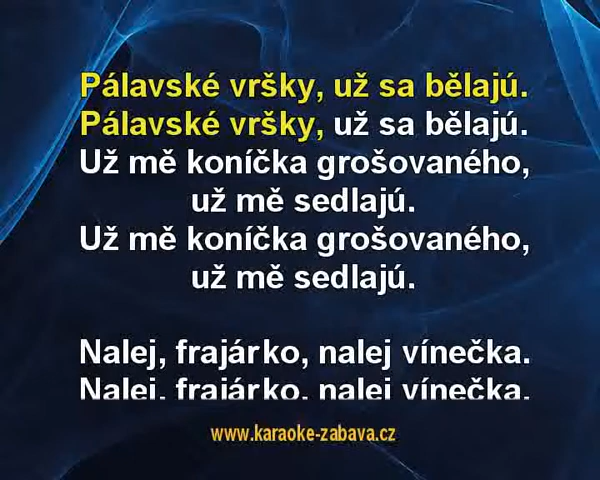 Pálavské vršky, už sa bělajú.
Pálavské vršky, už sa bělajú.
Už mě koníčka grošovaného,
už mě sedlajú.
Už mě koníčka grošovaného,
už mě sedlajú.
Nalej, frajárko, nalej vínečka.
Nalej, frajárko, nalej vínečka.
www.karaoke-zabava.cz